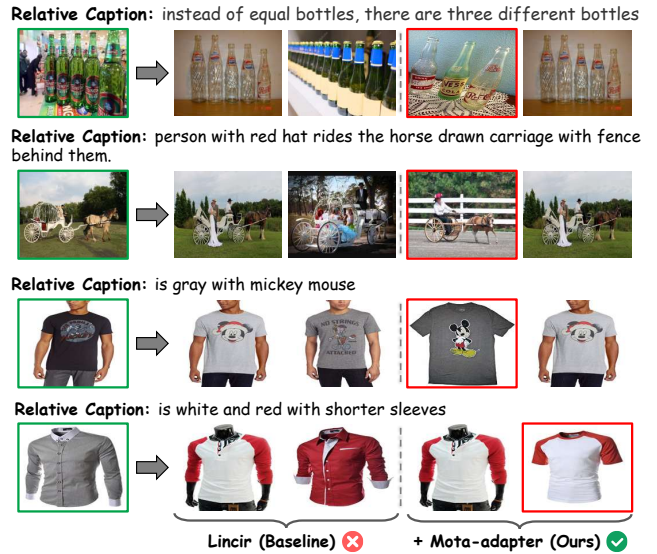 Relative Caption: instead of equal bottles, there are three different bottles
Relative Caption: person with red hat rides the horse drawn carriage with fence
behind them.
Relative Caption: is gray with mickey mouse
NO STRINGS
ATTACHED
Relative Caption: is white and red with shorter sleeves
Lincir (Baseline)
+ Mota-adapter (Ours)